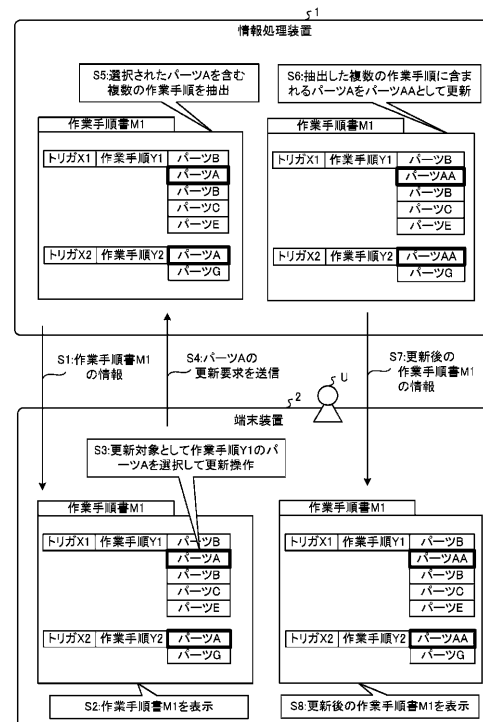 1
情報処理装置
S5:選択されたパーツAを含む
複数の作業手順を抽出
S6:抽出した複数の作業手順に含ま
れるパーツAをパーツAAとして更新
作業手順書M1
トリガX1 作業手順Y1 パーツB
パーツA
パーツB
パーツC
パーツE
トリガX2 作業手順Y2 パーツA
パーツG
作業手順書M1
トリガX1 作業手順Y1 パーツB
パーツAA
パーツB
パーツC
パーツE
トリガX2 作業手順Y2 パーツAA
パーツG
S1:作業手順書M1
の情報
S4:パーツAの
更新要求を送信
S7:更新後の
作業手順書M1
の情報
U
2
端末装置
S3:更新対象として作業手順Y1のパ
ーツAを選択して更新操作
作業手順書M1
トリガX1 作業手順Y1 パーツB
パーツA
パーツB
パーツC
パーツE
トリガX2 作業手順Y2 パーツA
パーツG
S2:作業手順書M1を表示
作業手順書M1
トリガX1 作業手順Y1 パーツB
パーツAA
パーツB
パーツC
パーツE
トリガX2 作業手順Y2 パーツAA
パーツG
S8:更新後の作業手順書M1を表示